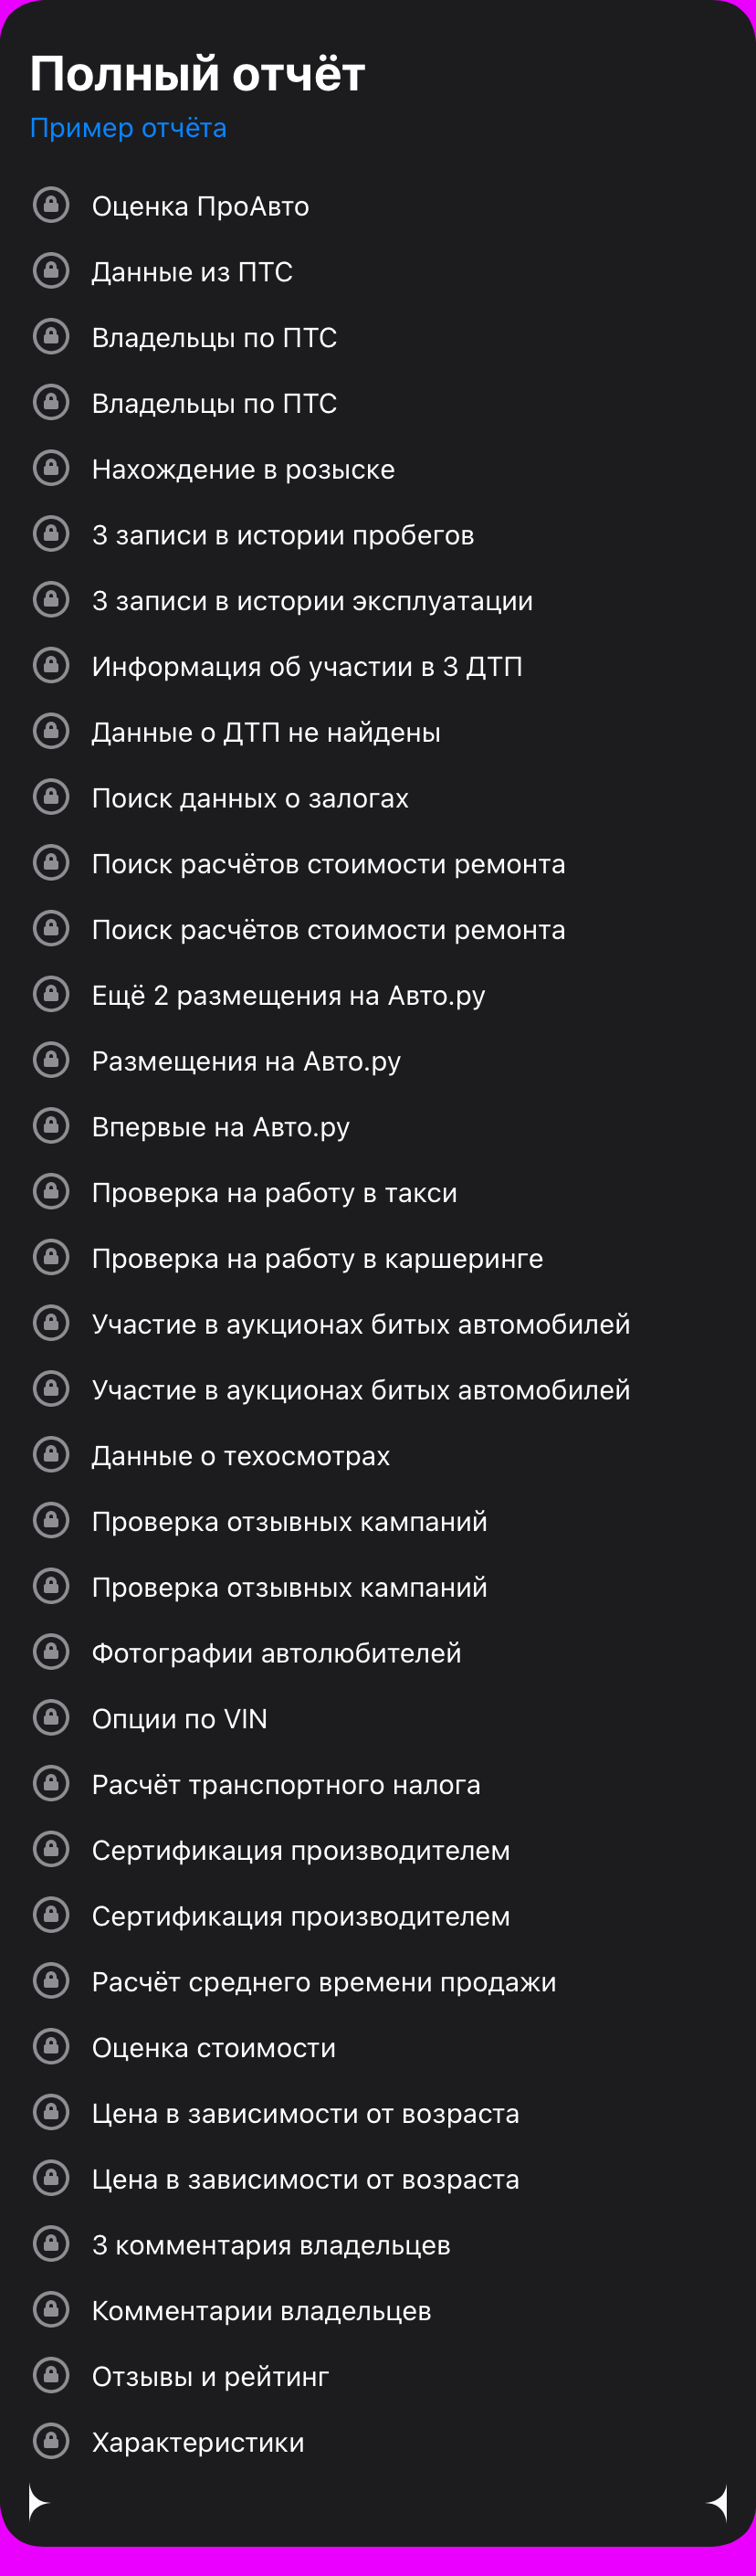 Полный отчёт
Пример отчёта
Оценка ПроАвто
Данные из ПТС
Владельцы по ПТС
Владельцы по ПТС
Нахождение в розыске
3 записи в истории пробегов
3 записи в истории эксплуатации
Информация об участии в 3 ДТП
Данные о ДТП не найдены
Поиск данных о залогах
Поиск расчётов стоимости ремонта
Поиск расчётов стоимости ремонта
Ещё 2 размещения на Авто.ру
Размещения на Авто.ру
Впервые на Авто.ру
Проверка на работу в такси
Проверка на работу в каршеринге
Участие в аукционах битых автомобилей
Участие в аукционах битых автомобилей
Данные о техосмотрах
Проверка отзывных кампаний
Проверка отзывных кампаний
Фотографии автолюбителей
Опции по VIN
Расчёт транспортного налога
Сертификация производителем
Сертификация производителем
Расчёт среднего времени продажи
Оценка стоимости
Цена в зависимости от возраста
Цена в зависимости от возраста
3 комментария владельцев
Комментарии владельцев
Отзывы и рейтинг
Характеристики